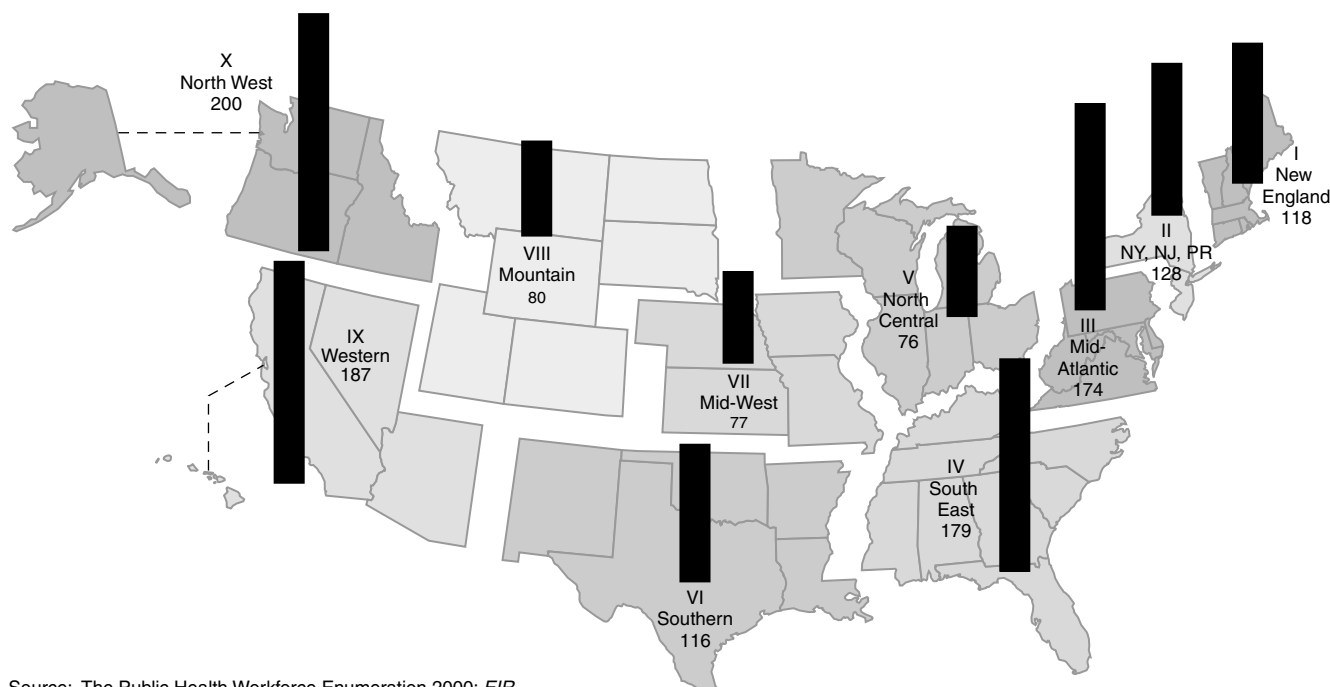 X
North West
200
I
New
England
118
II
NY, NJ, PR
128
VIII
Mountain
80
V
North
Central
76
III
Mid-
Atlantic
174
IX
Western
187
VII
Mid-West
77
IV
South
East
179
VI
Southern
116
Source: The Public Health Workforce Enumeration 2000; EIR